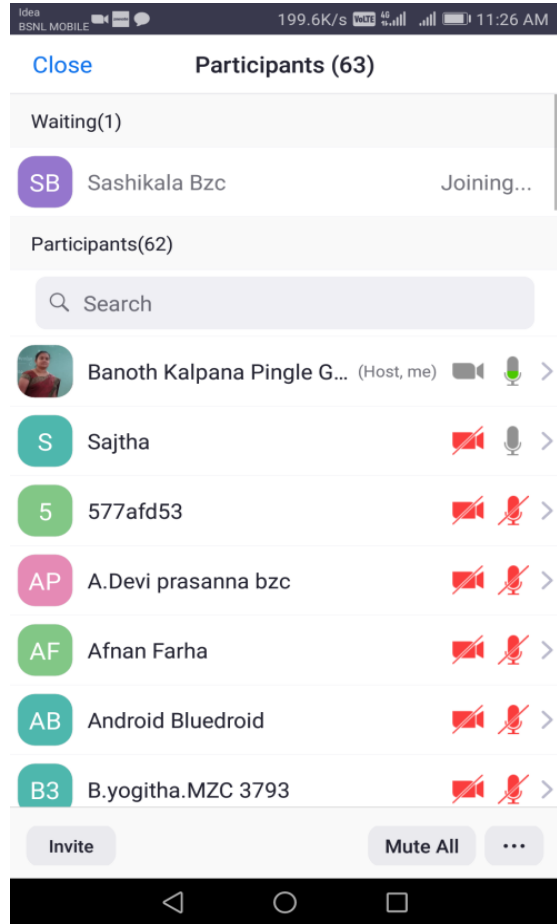 Idea
BSNL MOBILE
199.6K/s VoLTE 4G 11:26 AM
Close Participants (63)
Waiting(1)
SB Sashikala Bzc Joining...
Participants(62)
Search
Banoth Kalpana Pingle G... (Host, me)
S Sajtha
5 577afd53
AP A.Devi prasanna bzc
AF Afnan Farha
AB Android Bluedroid
B3 B.yogitha.MZC 3793
Invite Mute All ...